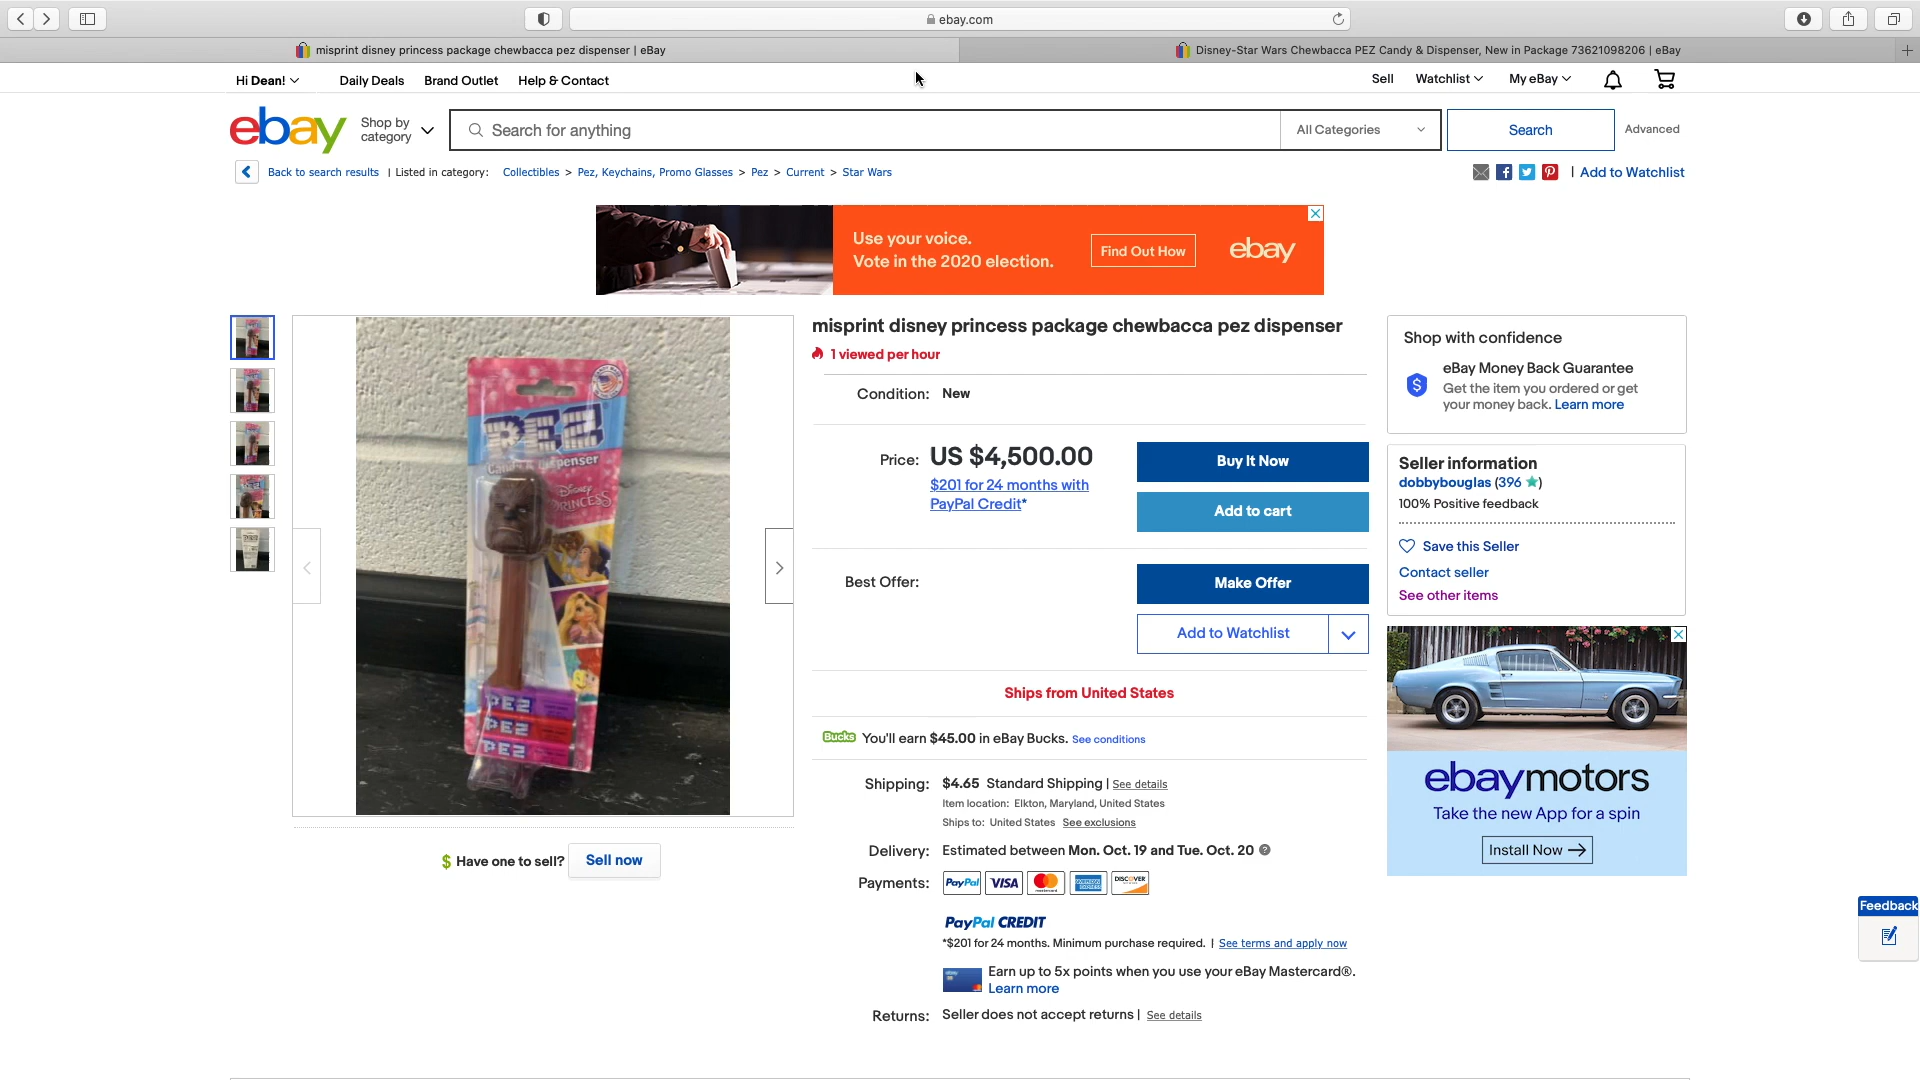 ebay.com
misprint disney princess package chewbacca pez dispenser | eBay
Disney-Star Wars Chewbacca PEZ Candy & Dispenser, New in Package 73621098206 | eBay
Hi Dean!
Daily Deals
Brand Outlet
Help & Contact
Sell
Watchlist
My eBay
ebay
Shop by category
Search for anything
All Categories
Search
Advanced
Back to search results | Listed in category: Collectibles > Pez, Keychains, Promo Glasses > Pez > Current > Star Wars
| Add to Watchlist
Use your voice.
Vote in the 2020 election.
Find Out How
ebay
misprint disney princess package chewbacca pez dispenser
1 viewed per hour
Condition: New
Price: US $4,500.00
$201 for 24 months with
PayPal Credit*
Buy It Now
Add to cart
Best Offer:
Make Offer
Add to Watchlist
Ships from United States
Bucks You'll earn $45.00 in eBay Bucks. See conditions
Shipping: $4.65 Standard Shipping | See details
Item location: Elkton, Maryland, United States
Ships to: United States See exclusions
Delivery: Estimated between Mon. Oct. 19 and Tue. Oct. 20
Payments: PayPal VISA mastercard AMERICAN EXPRESS DISCOVER
PayPal CREDIT
*$201 for 24 months. Minimum purchase required. | See terms and apply now
Earn up to 5x points when you use your eBay Mastercard®.
Learn more
Returns: Seller does not accept returns | See details
PEZ
Candy & Dispenser
Disney
PRINCESS
PEZ
PEZ
PEZ
$ Have one to sell? Sell now
Shop with confidence
eBay Money Back Guarantee
Get the item you ordered or get
your money back. Learn more
Seller information
dobbybouglas (396 ★)
100% Positive feedback
Save this Seller
Contact seller
See other items
ebaymotors
Take the new App for a spin
Install Now →
Feedback